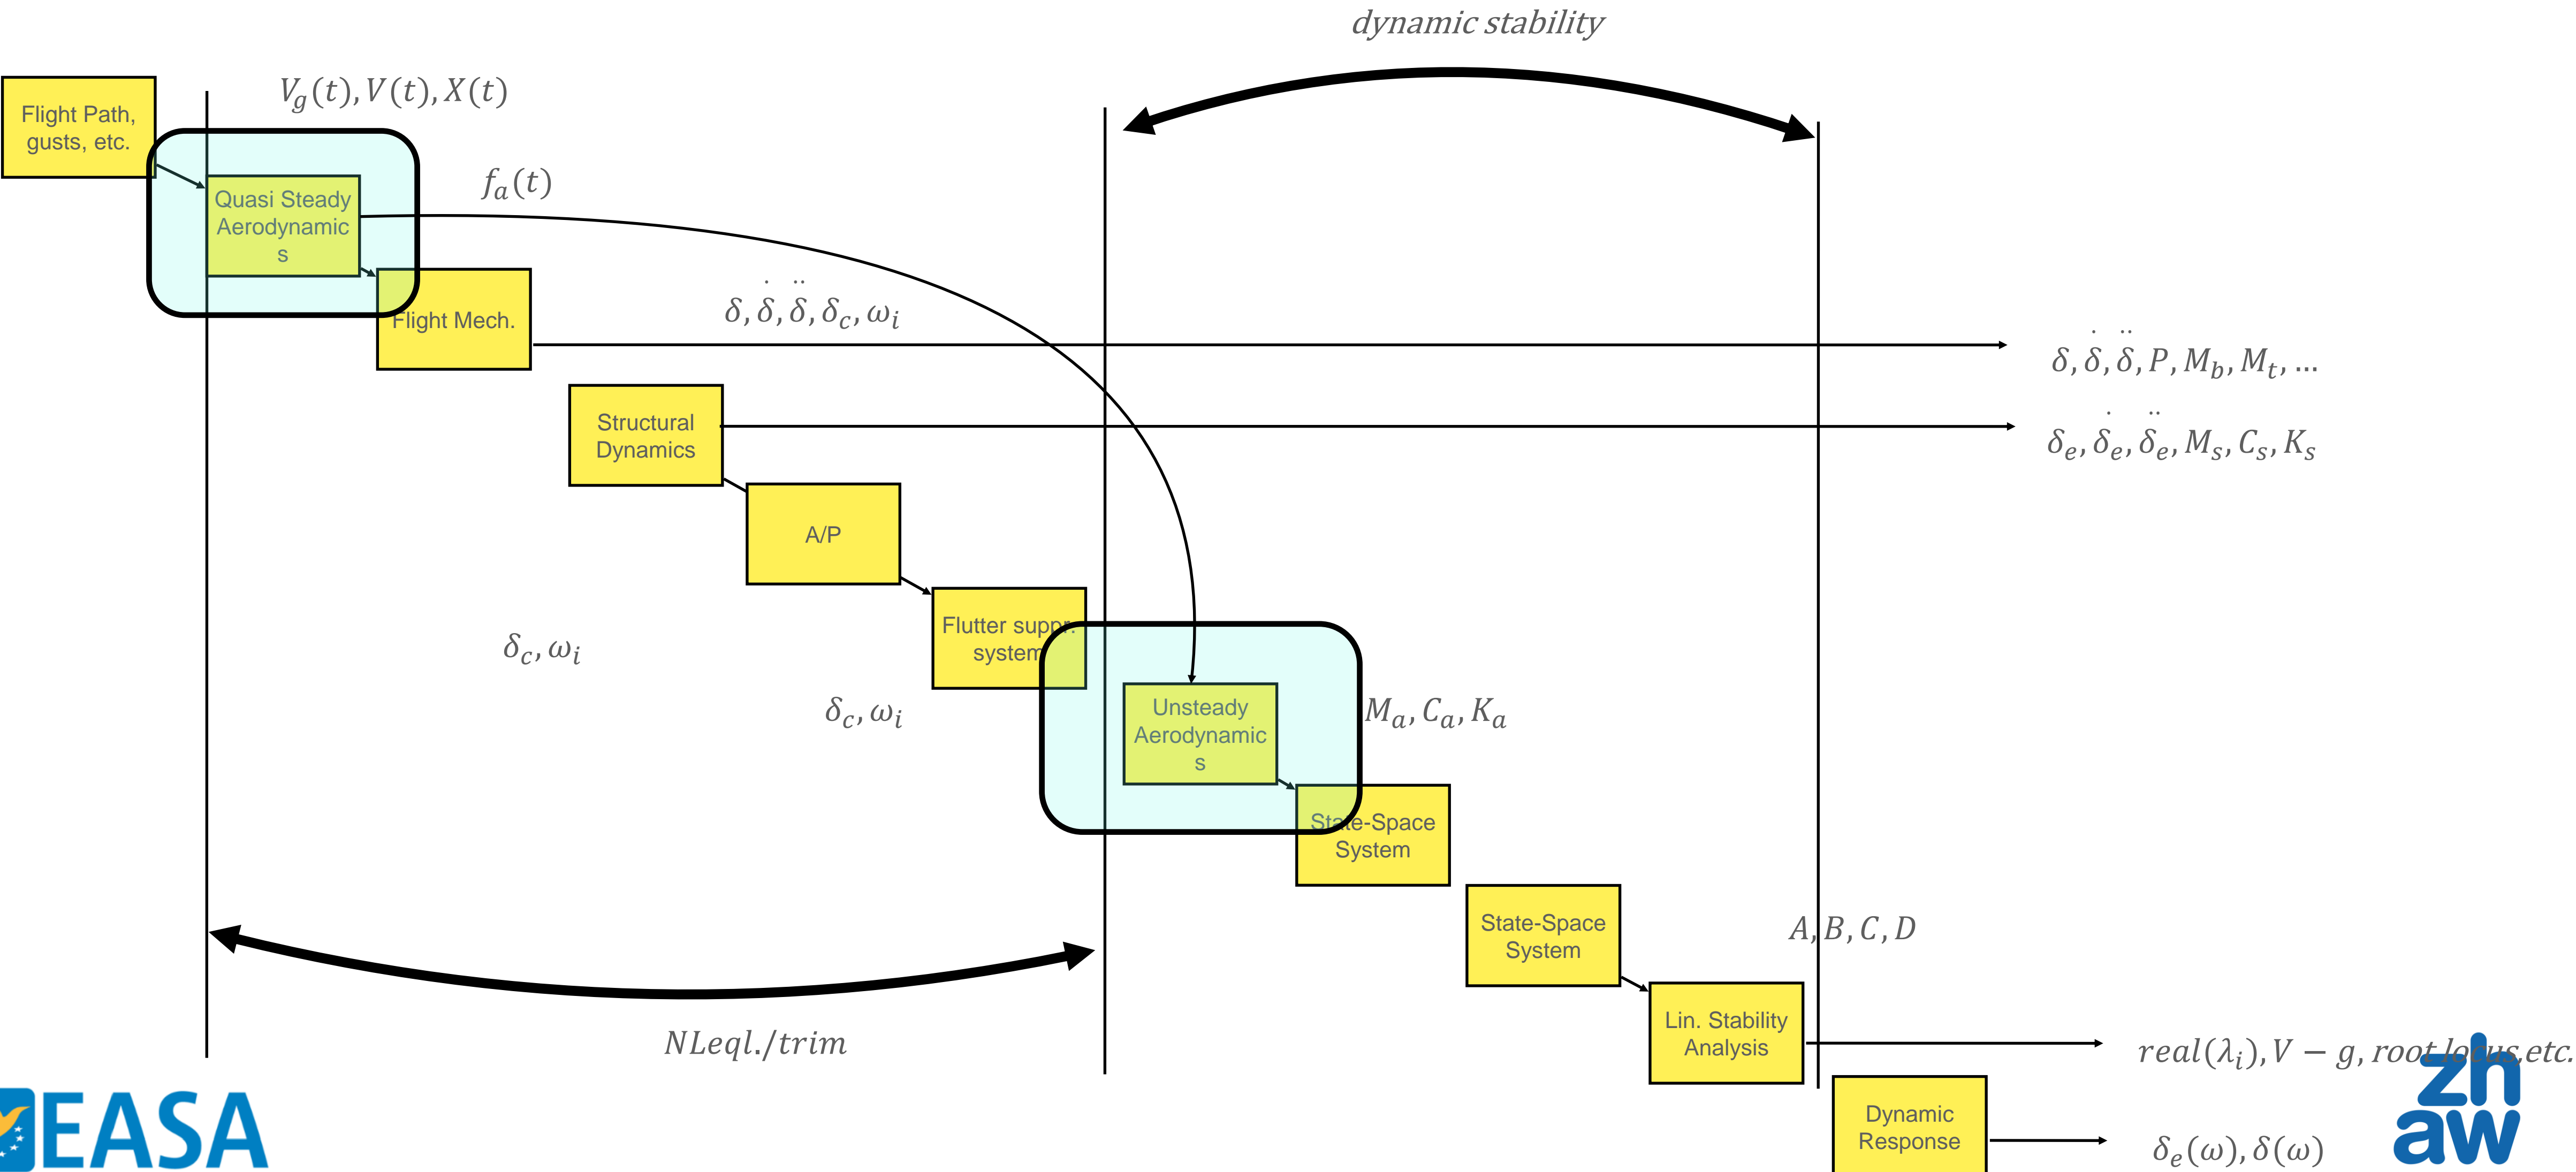 dynamic stability
Flight Path,
gusts, etc.
V_g(t), V(t), X(t)
Quasi Steady
Aerodynamic
s
f_a(t)
Flight Mech.
δ, δ̇, δ̈, δ_c, ω_i
δ, δ̇, δ̈, P, M_b, M_t, …
Structural
Dynamics
δ_e, δ̇_e, δ̈_e, M_s, C_s, K_s
A/P
Flutter suppr.
system
δ_c, ω_i
δ_c, ω_i
Unsteady
Aerodynamic
s
M_a, C_a, K_a
State-Space
System
State-Space
System
A, B, C, D
Lin. Stability
Analysis
NLeql./trim
real(λ_i), V − g, root locus,etc.
Dynamic
Response
δ_e(ω), δ(ω)
EASA
zh
aw